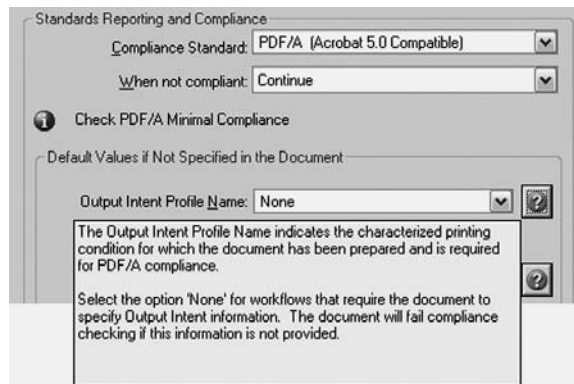 Standards Reporting and Compliance
Compliance Standard: PDF/A (Acrobat 5.0 Compatible)
When not compliant: Continue
Check PDF/A Minimal Compliance
Default Values if Not Specified in the Document
Output Intent Profile Name: None
The Output Intent Profile Name indicates the characterized printing
condition for which the document has been prepared and is required
for PDF/A compliance.
Select the option 'None' for workflows that require the document to
specify Output Intent information. The document will fail compliance
checking if this information is not provided.